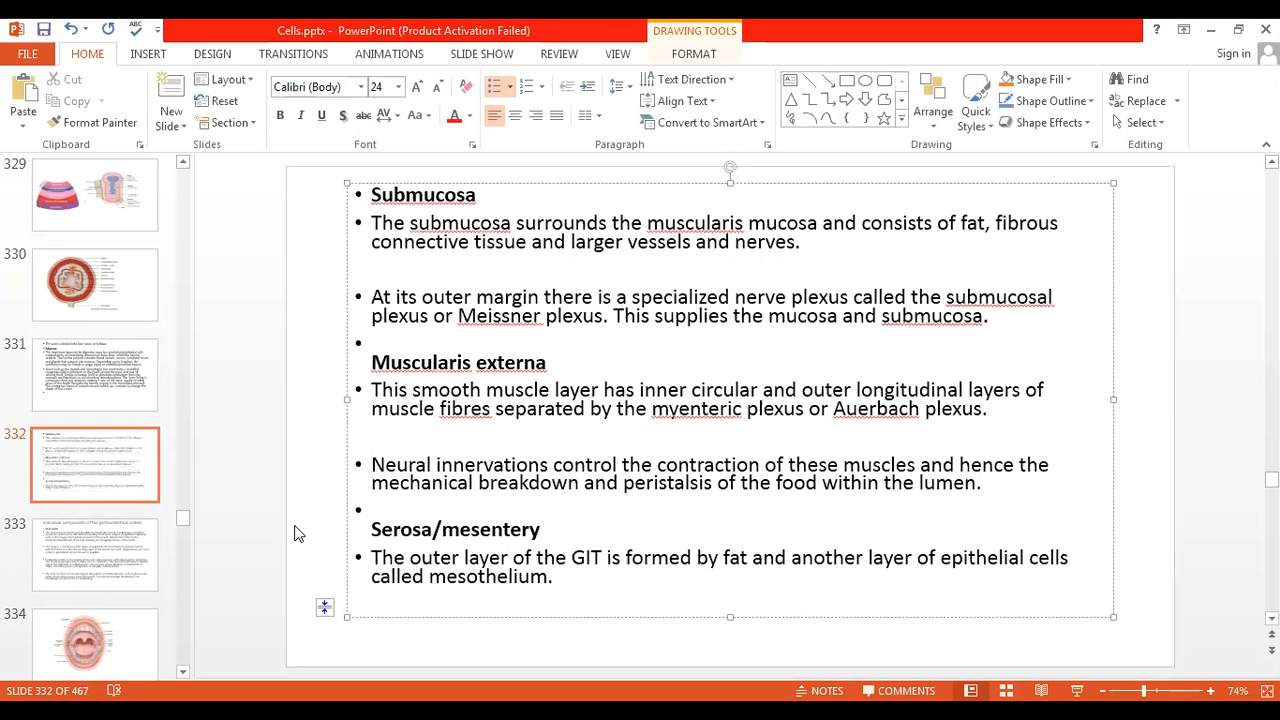 Cells.pptx - PowerPoint (Product Activation Failed)
DRAWING TOOLS
FILE HOME INSERT DESIGN TRANSITIONS ANIMATIONS SLIDE SHOW REVIEW VIEW FORMAT Sign in
Paste
Cut
Copy
Format Painter
Clipboard
New Slide
Layout
Reset
Section
Slides
Calibri (Body) 24
Font
Text Direction
Align Text
Convert to SmartArt
Paragraph
Arrange
Quick Styles
Shape Fill
Shape Outline
Shape Effects
Drawing
Find
Replace
Select
Editing
329
330
331
332
333
334
• Submucosa
• The submucosa surrounds the muscularis mucosa and consists of fat, fibrous
connective tissue and larger vessels and nerves.
• At its outer margin there is a specialized nerve plexus called the submucosal
plexus or Meissner plexus. This supplies the mucosa and submucosa.
•
Muscularis externa
• This smooth muscle layer has inner circular and outer longitudinal layers of
muscle fibres separated by the myenteric plexus or Auerbach plexus.
• Neural innervations control the contraction of these muscles and hence the
mechanical breakdown and peristalsis of the food within the lumen.
•
Serosa/mesentery
• The outer layer of the GIT is formed by fat and another layer of epithelial cells
called mesothelium.
SLIDE 332 OF 467
NOTES
COMMENTS
74%